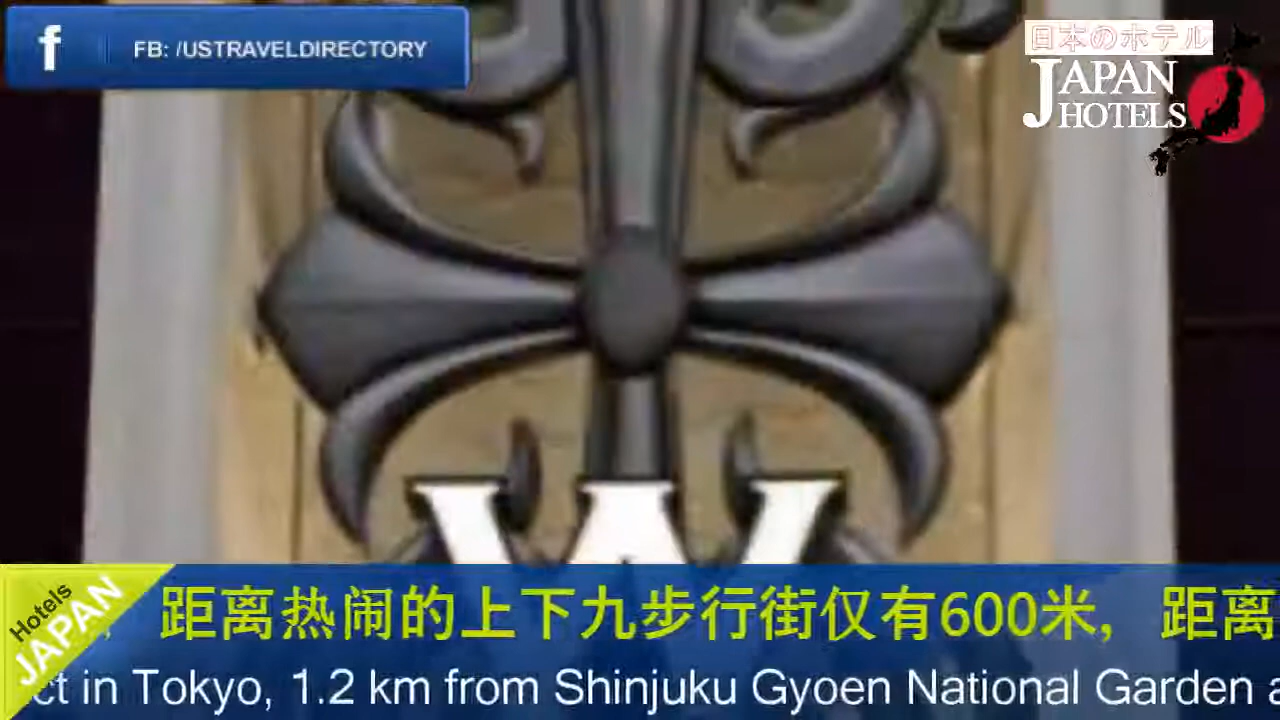 f
FB: /USTRAVELDIRECTORY
日本のホテル
JAPAN
HOTELS
W
Hotels
JAPAN
距离热闹的上下九步行街仅有600米，距离
in Tokyo, 1.2 km from Shinjuku Gyoen National Garden